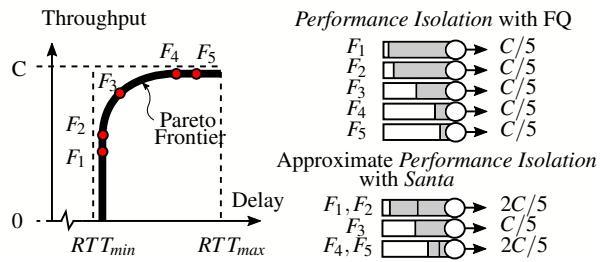 Throughput
C
F4 F5
F3
F2
F1
Pareto
Frontier
Delay
0
RTTmin
RTTmax
Performance Isolation with FQ
F1 C/5
F2 C/5
F3 C/5
F4 C/5
F5 C/5
Approximate Performance Isolation
with Santa
F1, F2 2C/5
F3 C/5
F4, F5 2C/5